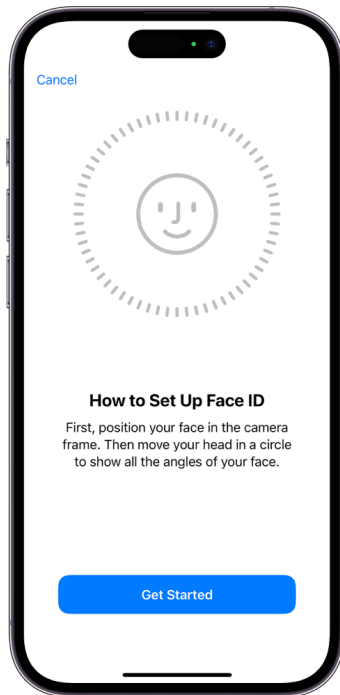 Cancel
How to Set Up Face ID
First, position your face in the camera
frame. Then move your head in a circle
to show all the angles of your face.
Get Started